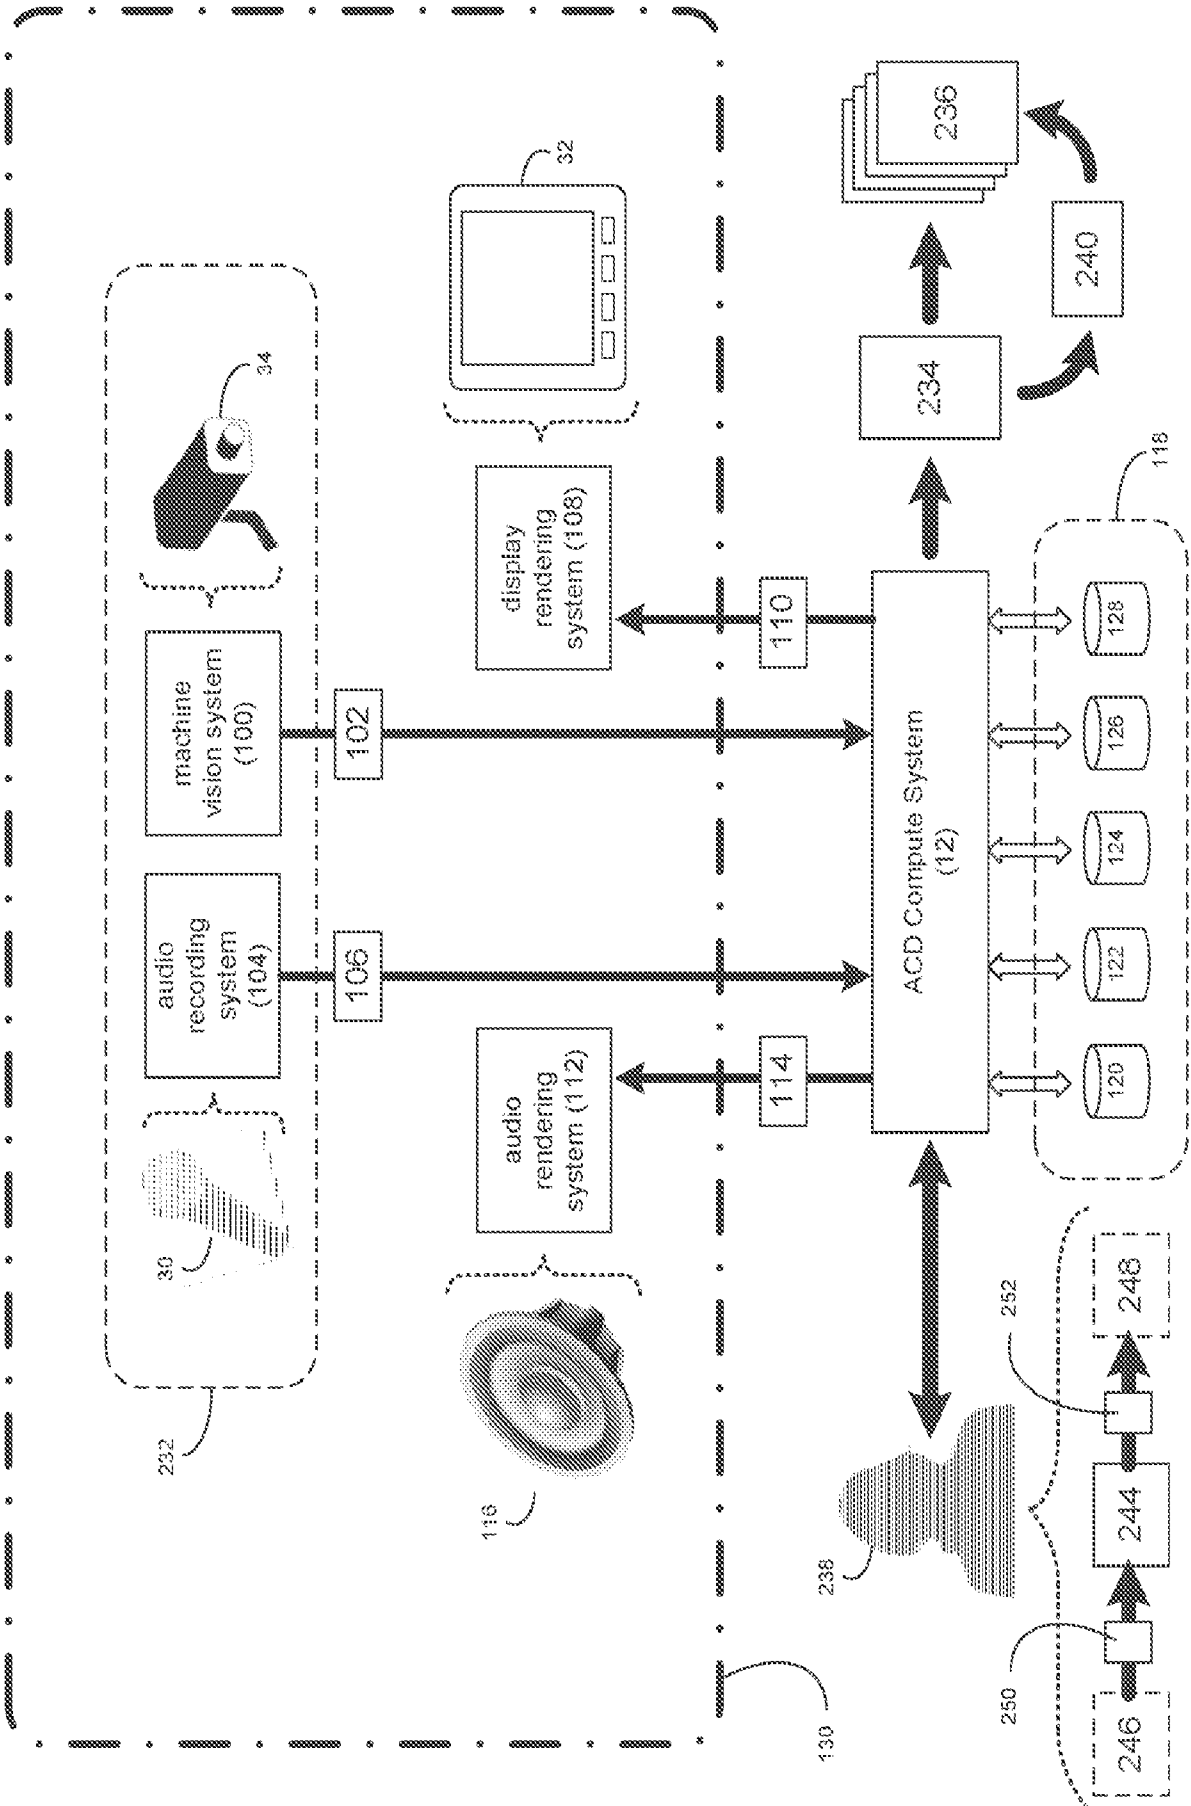 232
30
audio
recording
system
(104)
machine
vision system
(100)
34
106
102
116
audio
rendering
system (112)
display
rendering
system (108)
32
130
114
110
238
ACD Compute System
(12)
234
236
240
118
120
122
124
126
128
250
252
246
244
248